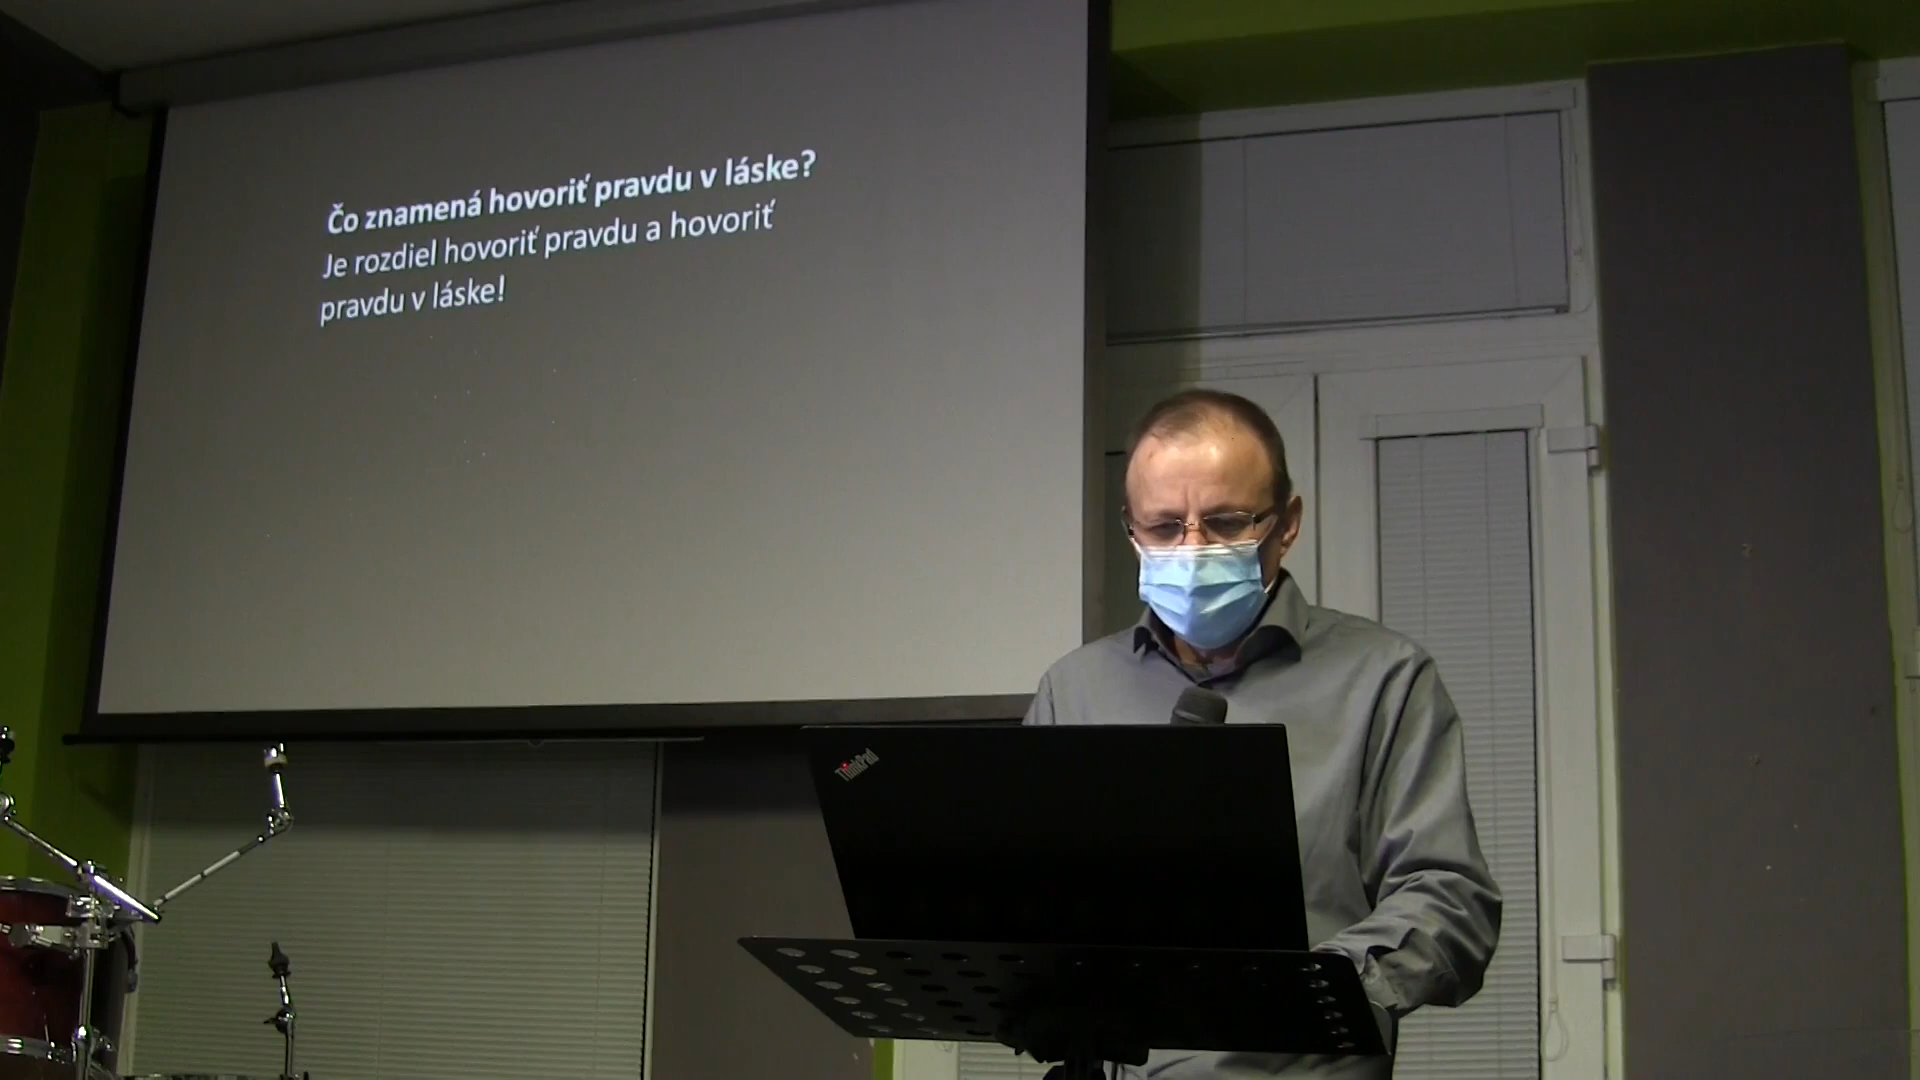 Čo znamená hovoriť pravdu v láske?
Je rozdiel hovoriť pravdu a hovoriť
pravdu v láske!
ThinkPad